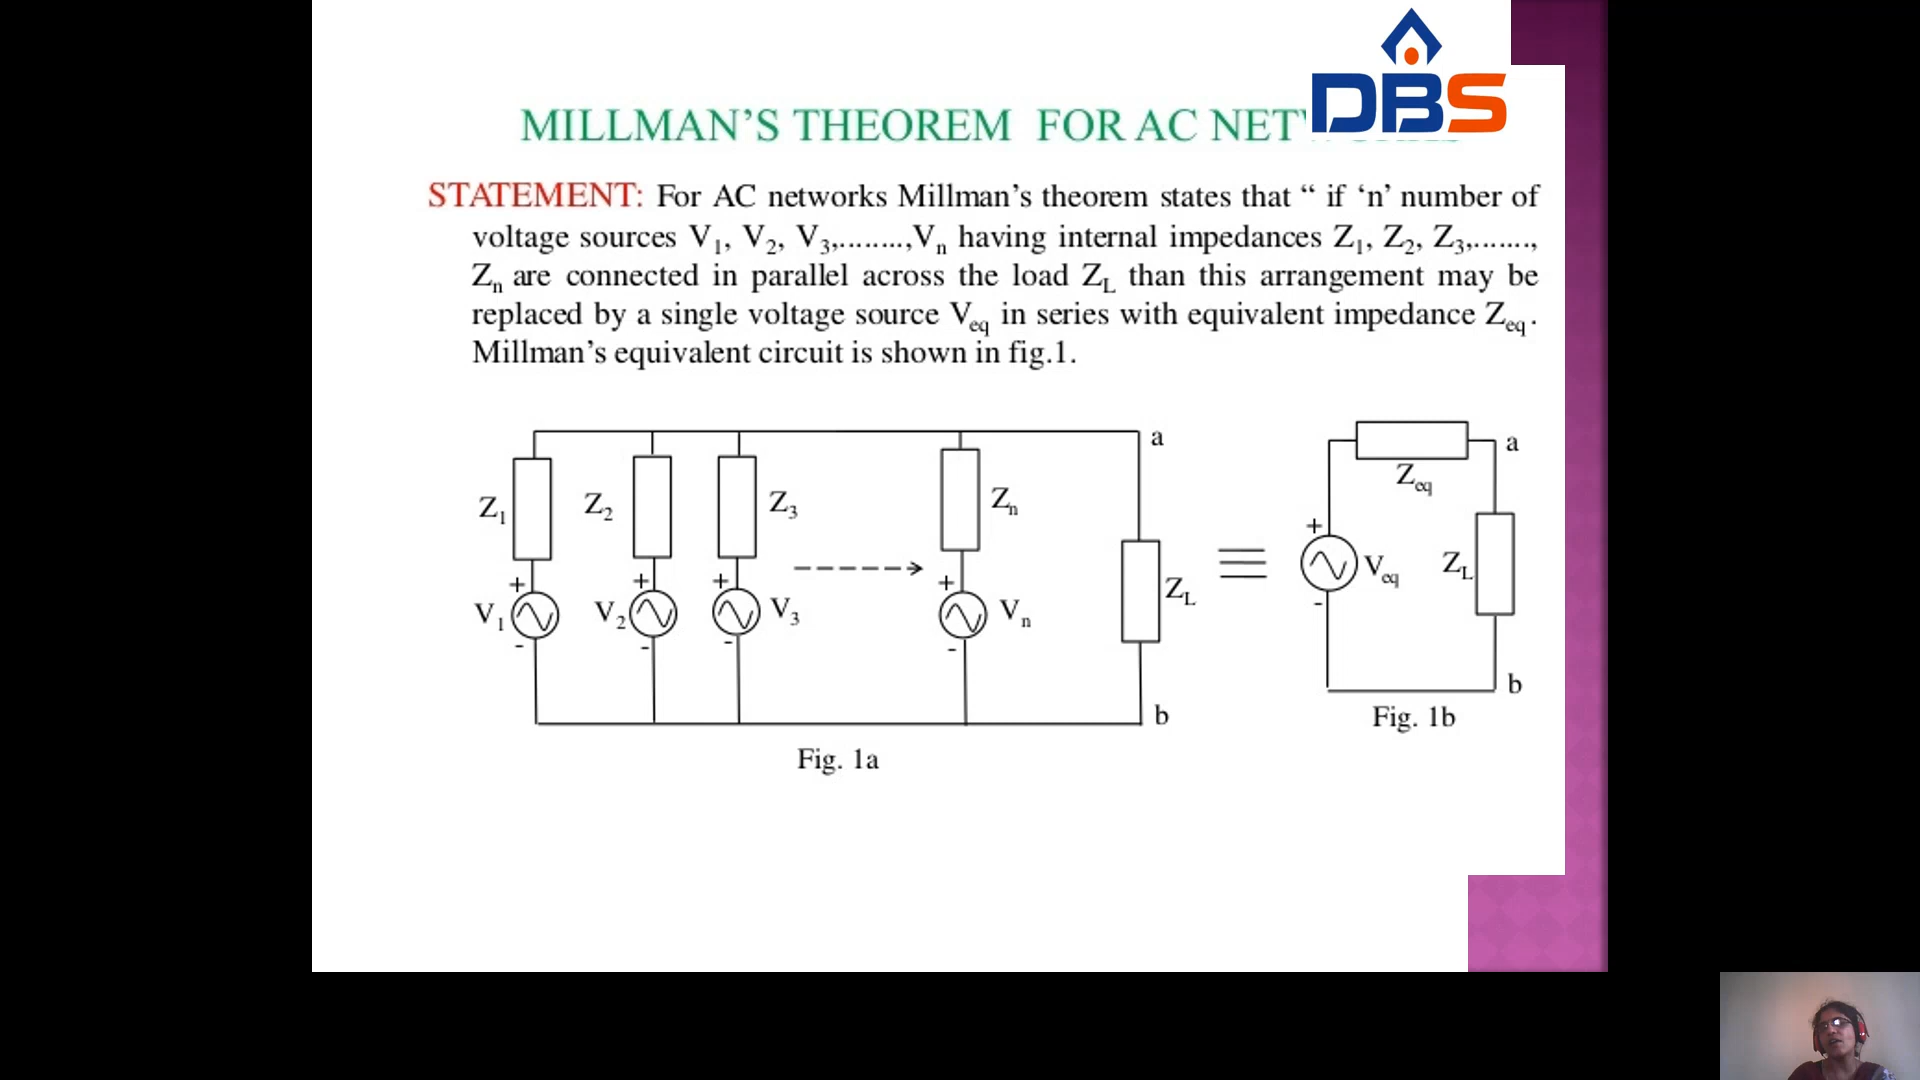 DBS
MILLMAN’S THEOREM FOR AC
STATEMENT: For AC networks Millman’s theorem states that “ if ‘n’ number of
voltage sources V1, V2, V3,........,Vn having internal impedances Z1, Z2, Z3,.......,
Zn are connected in parallel across the load ZL than this arrangement may be
replaced by a single voltage source Veq in series with equivalent impedance Zeq.
Millman’s equivalent circuit is shown in fig.1.
a
Z1 Z2 Z3 Zn
+ + + +
V1 V2 V3 Vn
- - - -
ZL
b
Fig. 1a
a
Zeq
+
Veq ZL
-
b
Fig. 1b